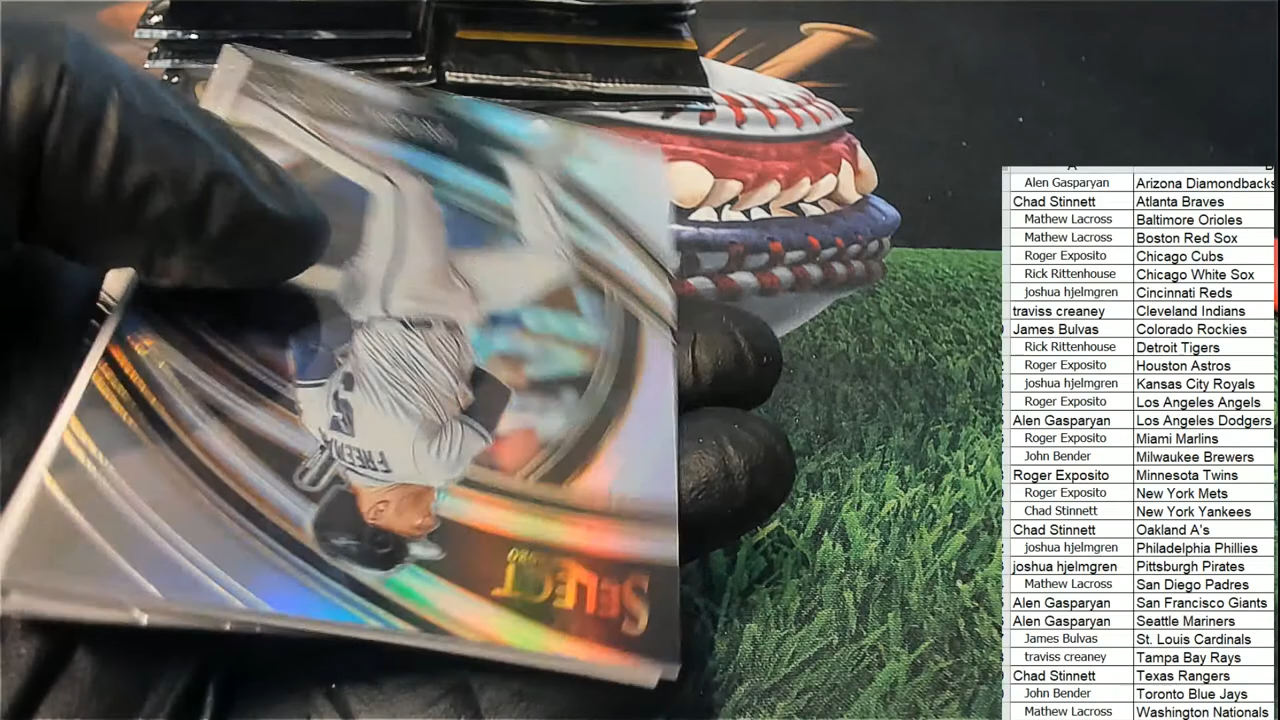 SELECT
2020
FREEM
5
A
B
Alen Gasparyan Arizona Diamondbacks
Chad Stinnett Atlanta Braves
Mathew Lacross Baltimore Orioles
Mathew Lacross Boston Red Sox
Roger Exposito Chicago Cubs
Rick Rittenhouse Chicago White Sox
joshua hjelmgren Cincinnati Reds
traviss creaney Cleveland Indians
James Bulvas Colorado Rockies
Rick Rittenhouse Detroit Tigers
Roger Exposito Houston Astros
joshua hjelmgren Kansas City Royals
Roger Exposito Los Angeles Angels
Alen Gasparyan Los Angeles Dodgers
Roger Exposito Miami Marlins
John Bender Milwaukee Brewers
Roger Exposito Minnesota Twins
Roger Exposito New York Mets
Chad Stinnett New York Yankees
Chad Stinnett Oakland A's
joshua hjelmgren Philadelphia Phillies
joshua hjelmgren Pittsburgh Pirates
Mathew Lacross San Diego Padres
Alen Gasparyan San Francisco Giants
Alen Gasparyan Seattle Mariners
James Bulvas St. Louis Cardinals
traviss creaney Tampa Bay Rays
Chad Stinnett Texas Rangers
John Bender Toronto Blue Jays
Mathew Lacross Washington Nationals